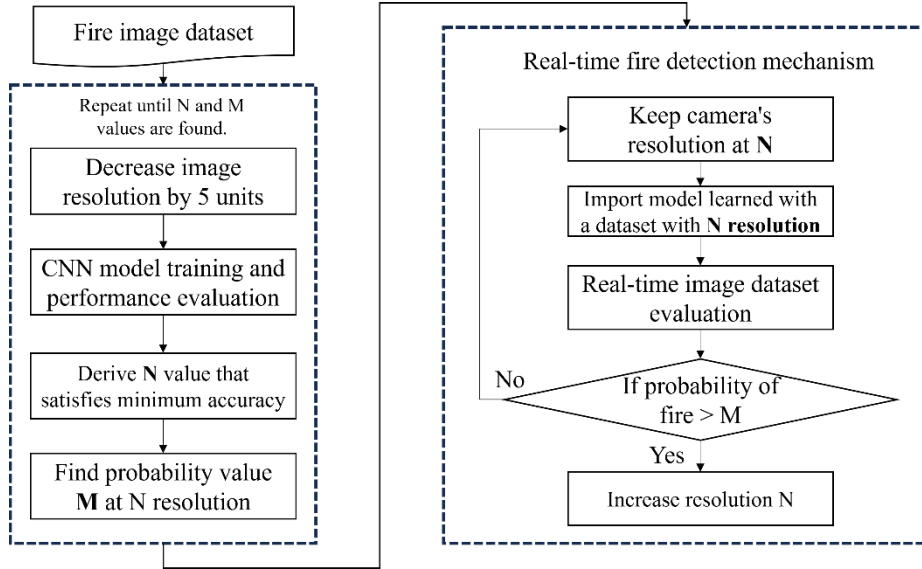 Fire image dataset
Repeat until N and M
values are found.
Decrease image
resolution by 5 units
CNN model training and
performance evaluation
Derive N value that
satisfies minimum accuracy
Find probability value
M at N resolution
Real-time fire detection mechanism
Keep camera's
resolution at N
Import model learned with
a dataset with N resolution
Real-time image dataset
evaluation
If probability of
fire > M
No
Yes
Increase resolution N